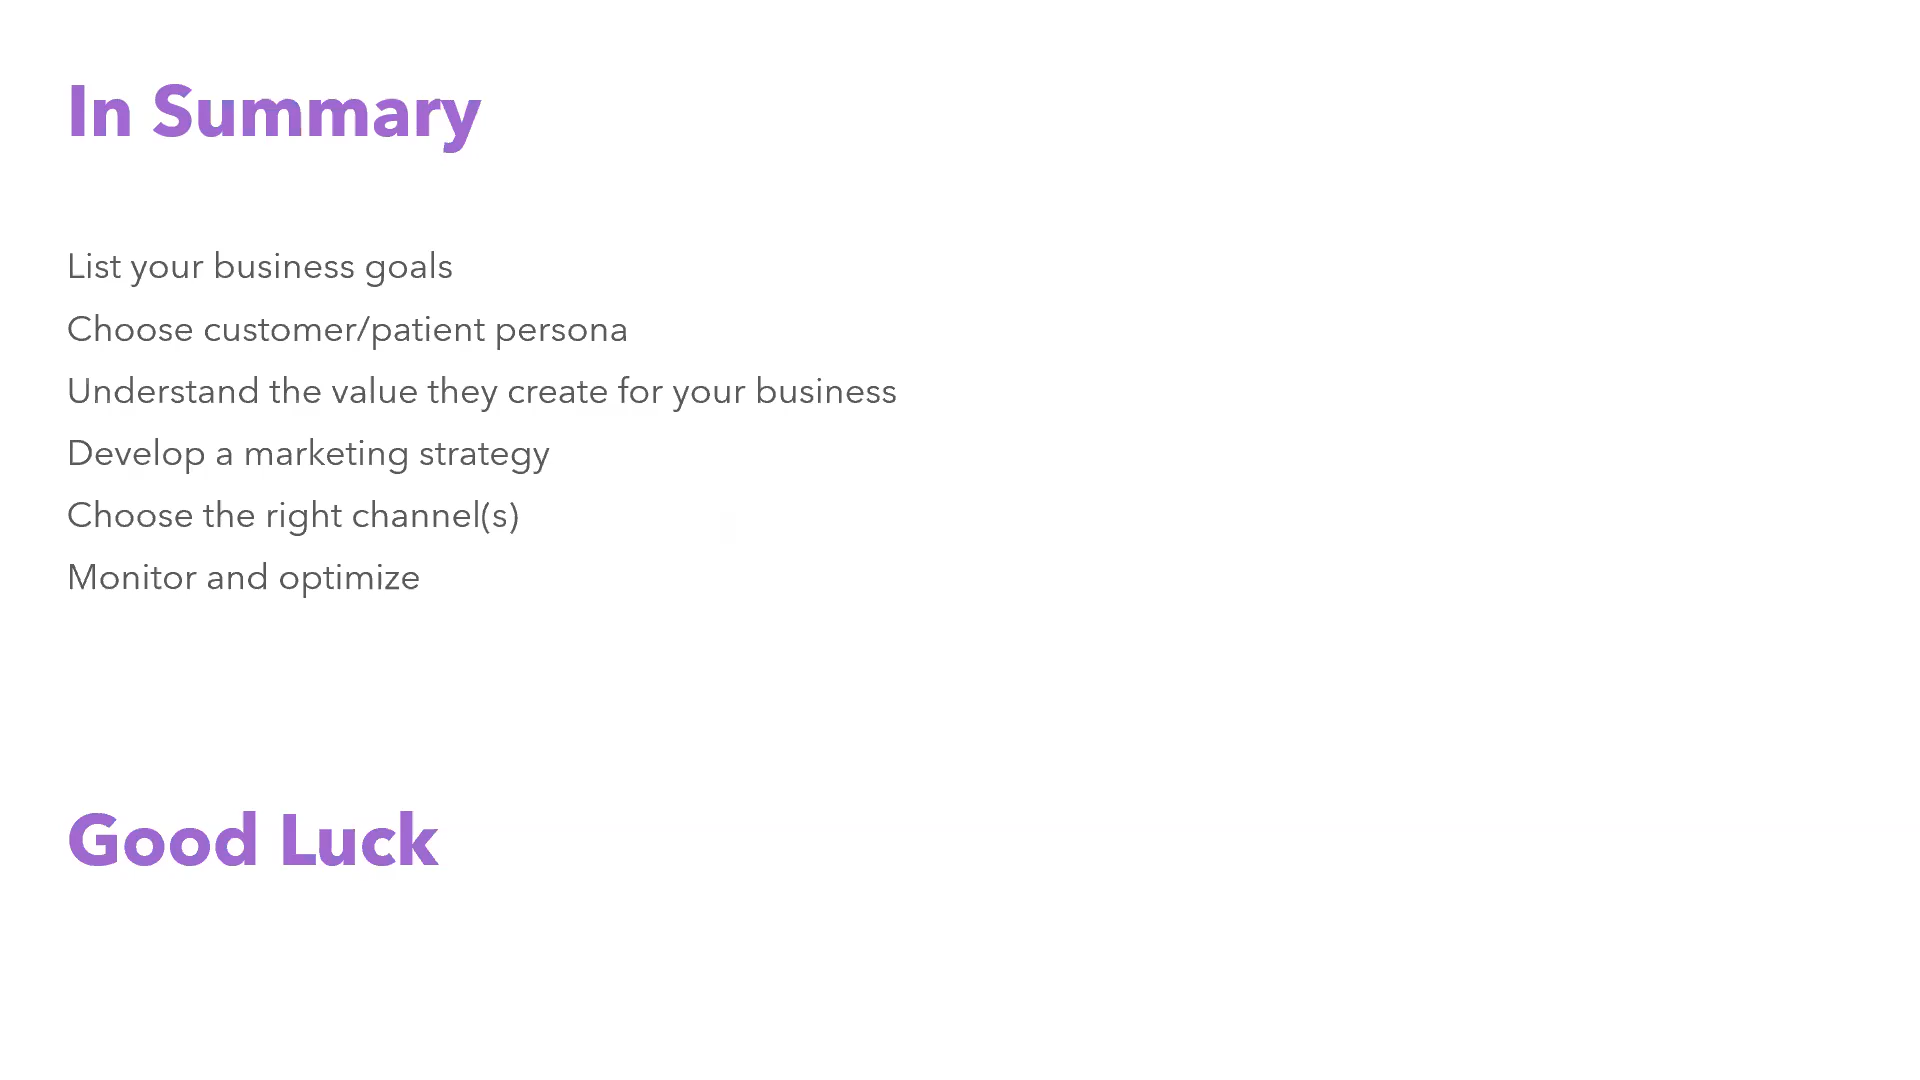 In Summary
List your business goals
Choose customer/patient persona
Understand the value they create for your business
Develop a marketing strategy
Choose the right channel(s)
Monitor and optimize
Good Luck